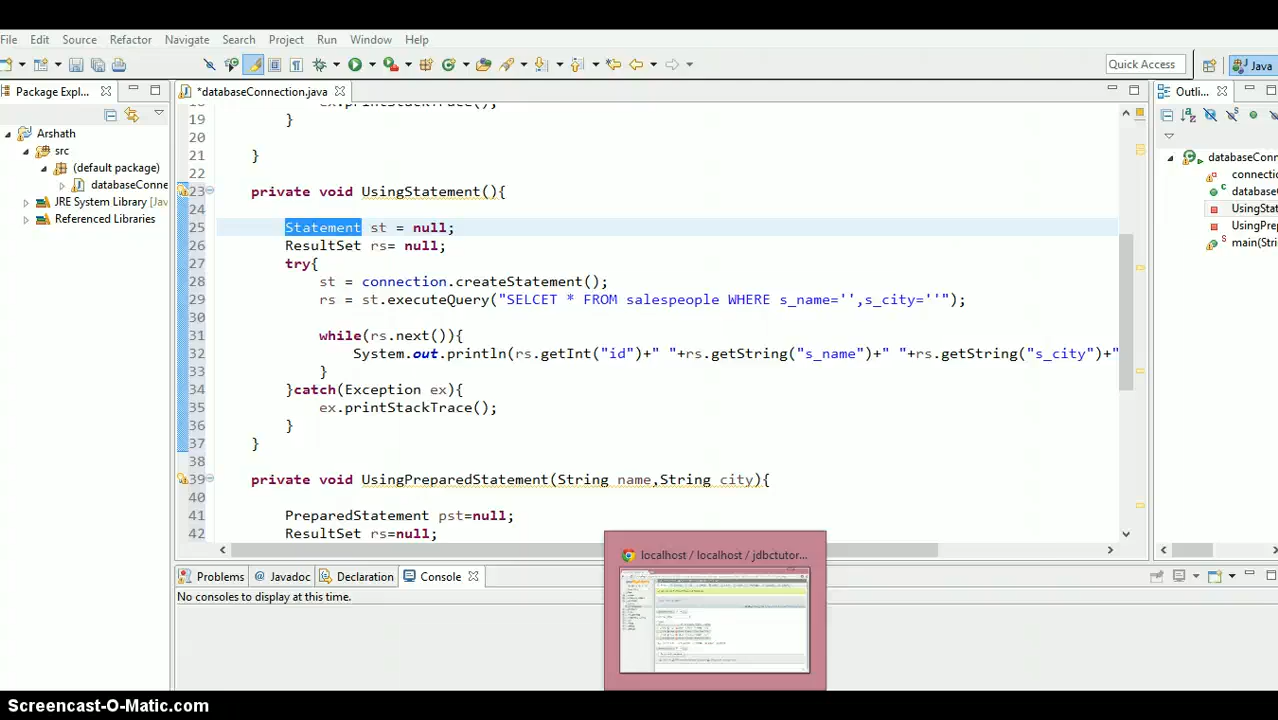 File Edit Source Refactor Navigate Search Project Run Window Help
Quick Access Java
Package Expl... *databaseConnection.java Outli...
Arshath
src
(default package)
databaseConne
JRE System Library [Jav
Referenced Libraries
18 ex.printStackTrace();
19 }
20
21 }
22
23 private void UsingStatement(){
24
25 Statement st = null;
26 ResultSet rs= null;
27 try{
28 st = connection.createStatement();
29 rs = st.executeQuery("SELCET * FROM salespeople WHERE s_name='',s_city=''");
30
31 while(rs.next()){
32 System.out.println(rs.getInt("id")+" "+rs.getString("s_name")+" "+rs.getString("s_city")+"
33 }
34 }catch(Exception ex){
35 ex.printStackTrace();
36 }
37 }
38
39 private void UsingPreparedStatement(String name,String city){
40
41 PreparedStatement pst=null;
42 ResultSet rs=null;
databaseConn
connectio
database
UsingStat
UsingPre
main(Stri
localhost / localhost / jdbctutor...
Problems Javadoc Declaration Console
No consoles to display at this time.
Screencast-O-Matic.com